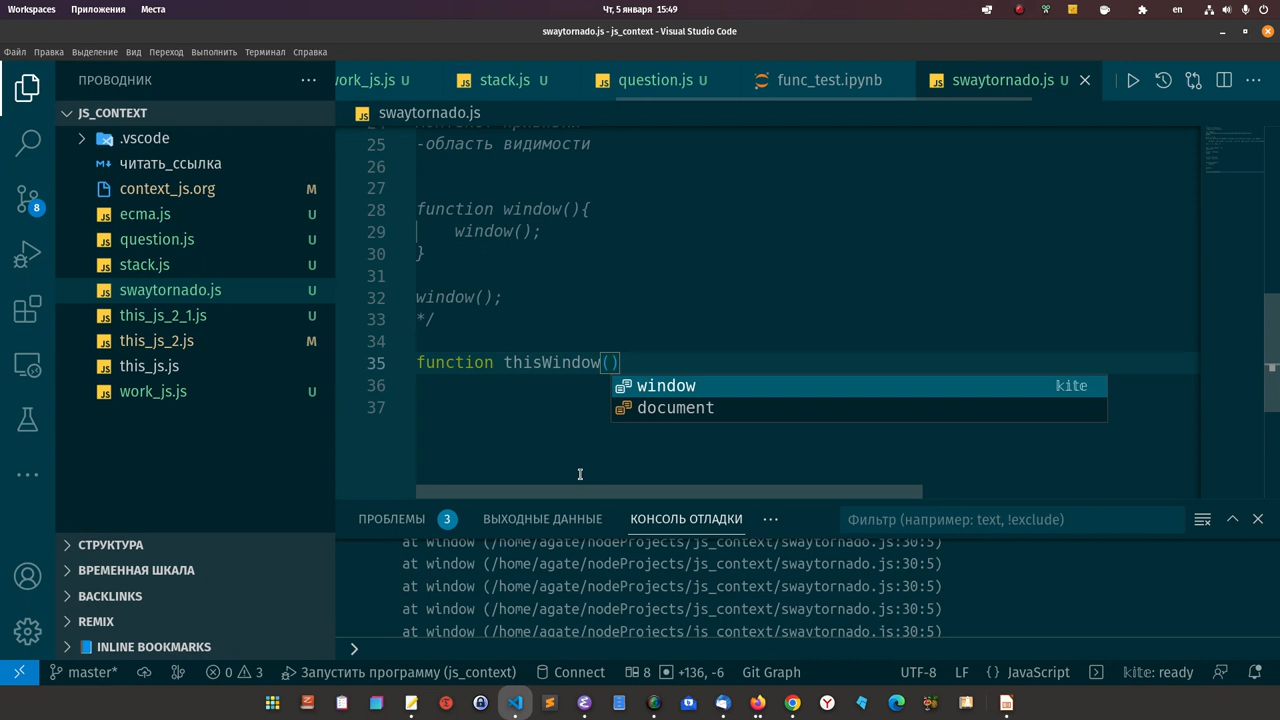 Workspaces Приложения Места Чт, 5 января 15:49 en
swaytornado.js - js_context - Visual Studio Code
Файл Правка Выделение Вид Переход Выполнить Терминал Справка
ПРОВОДНИК ···
work_js.js U stack.js U question.js U func_test.ipynb swaytornado.js U
JS_CONTEXT
.vscode
читать_ссылка
context_js.org M
ecma.js U
question.js U
stack.js U
swaytornado.js U
this_js_2_1.js U
this_js_2.js M
this_js.js
work_js.js U
8
СТРУКТУРА
ВРЕМЕННАЯ ШКАЛА
BACKLINKS
REMIX
INLINE BOOKMARKS
swaytornado.js
24
25 -область видимости
26
27
28 function window(){
29 window();
30 }
31
32 window();
33 */
34
35 function thisWindow()
36
37
window kite
document
ПРОБЛЕМЫ 3 ВЫХОДНЫЕ ДАННЫЕ КОНСОЛЬ ОТЛАДКИ ··· Фильтр (например: text, !exclude)
at window (/home/agate/nodeProjects/js_context/swaytornado.js:30:5)
at window (/home/agate/nodeProjects/js_context/swaytornado.js:30:5)
at window (/home/agate/nodeProjects/js_context/swaytornado.js:30:5)
at window (/home/agate/nodeProjects/js_context/swaytornado.js:30:5)
at window (/home/agate/nodeProjects/js_context/swaytornado.js:30:5)
master* 0 3 Запустить программу (js_context) Connect 8 +136, -6 Git Graph UTF-8 LF { } JavaScript kite: ready